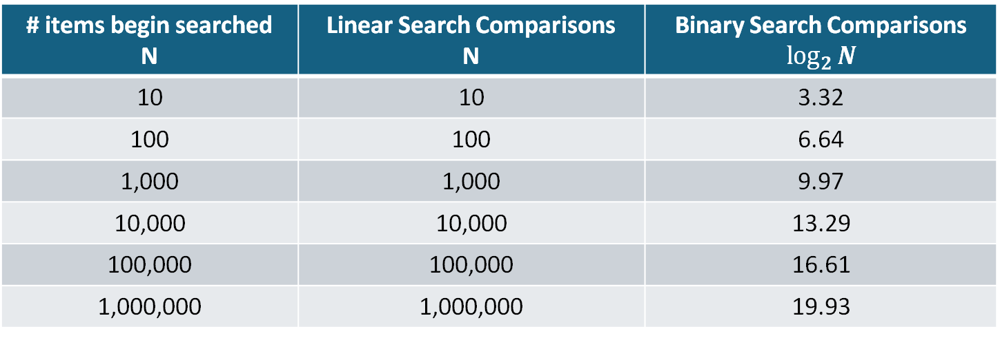 # items begin searched Linear Search Comparisons Binary Search Comparisons
N N log₂ N
10 10 3.32
100 100 6.64
1,000 1,000 9.97
10,000 10,000 13.29
100,000 100,000 16.61
1,000,000 1,000,000 19.93